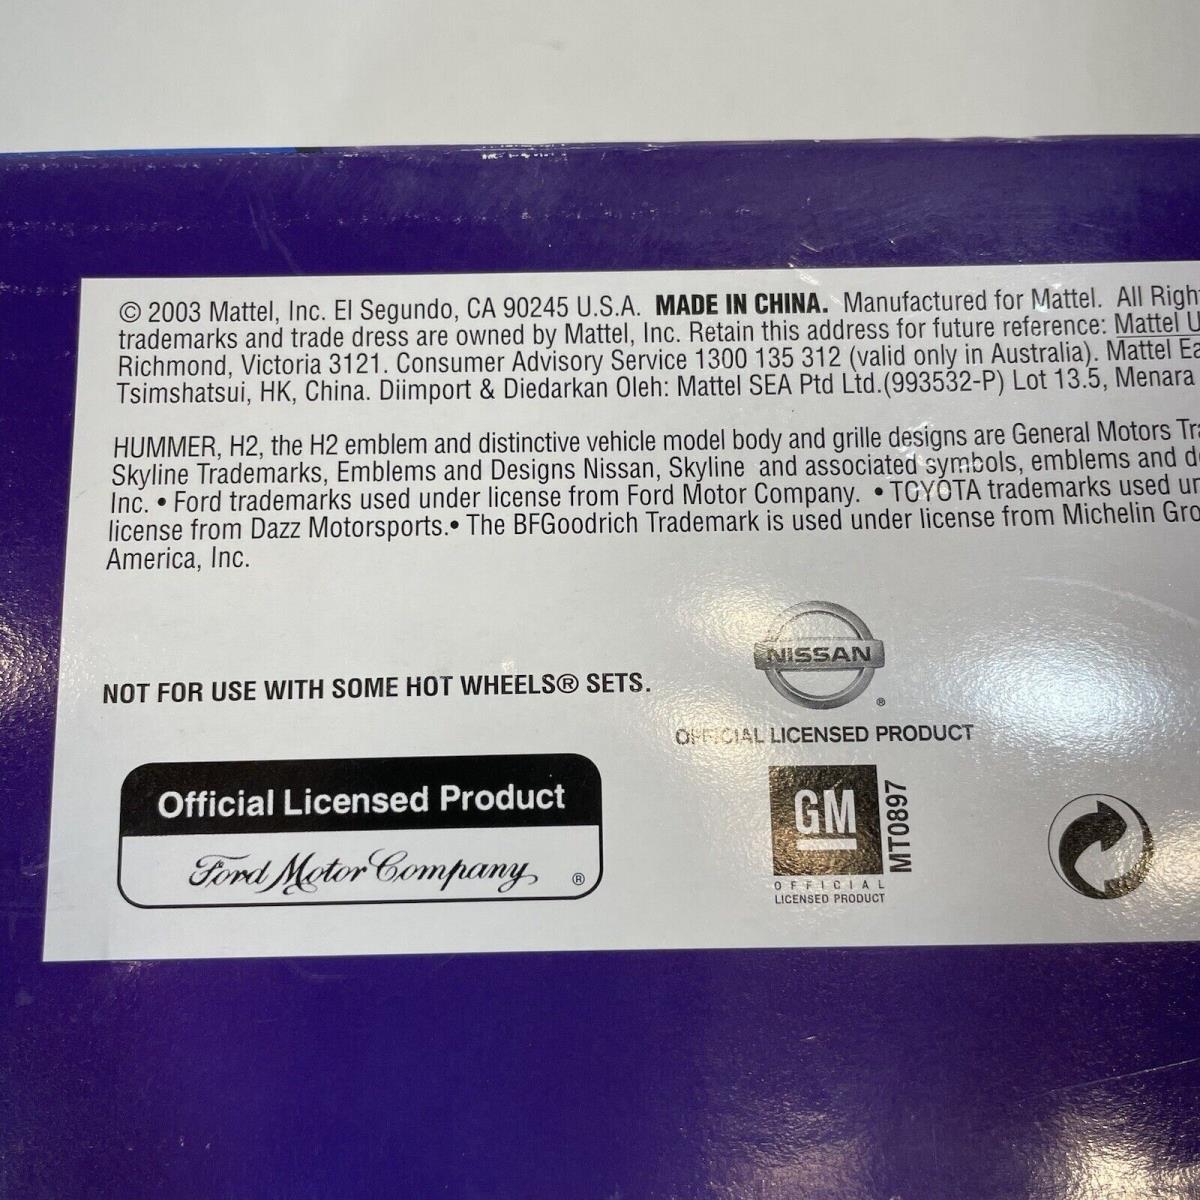 © 2003 Mattel, Inc. El Segundo, CA 90245 U.S.A. MADE IN CHINA. Manufactured for Mattel. All Righ
trademarks and trade dress are owned by Mattel, Inc. Retain this address for future reference: Mattel U
Richmond, Victoria 3121. Consumer Advisory Service 1300 135 312 (valid only in Australia). Mattel Ea
Tsimshatsui, HK, China. Diimport & Diedarkan Oleh: Mattel SEA Ptd Ltd.(993532-P) Lot 13.5, Menara
HUMMER, H2, the H2 emblem and distinctive vehicle model body and grille designs are General Motors Tr
Skyline Trademarks, Emblems and Designs Nissan, Skyline and associated symbols, emblems and d
Inc. • Ford trademarks used under license from Ford Motor Company. • TOYOTA trademarks used un
license from Dazz Motorsports.• The BFGoodrich Trademark is used under license from Michelin Gro
America, Inc.
NOT FOR USE WITH SOME HOT WHEELS® SETS.
NISSAN ®
OFFICIAL LICENSED PRODUCT
Official Licensed Product
Ford Motor Company ®
GM
MT0897
OFFICIAL
LICENSED PRODUCT